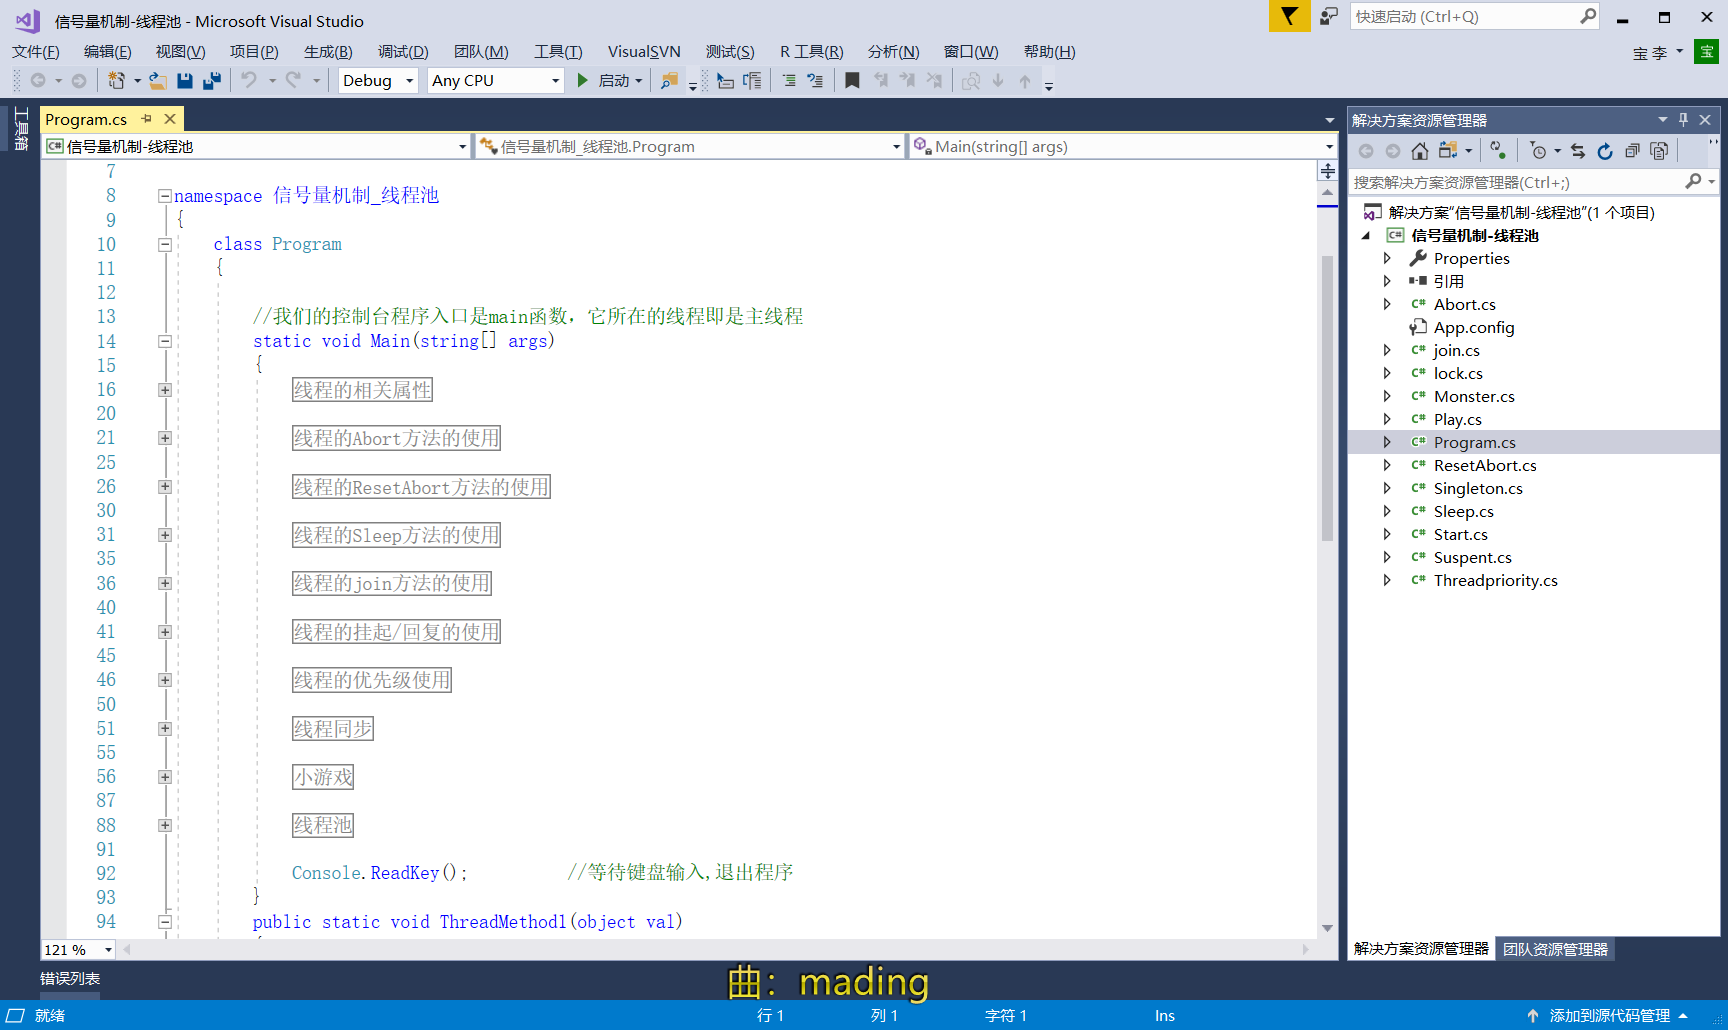 信号量机制-线程池 - Microsoft Visual Studio
快速启动 (Ctrl+Q)
文件(F) 编辑(E) 视图(V) 项目(P) 生成(B) 调试(D) 团队(M) 工具(T) VisualSVN 测试(S) R 工具(R) 分析(N) 窗口(W) 帮助(H)
宝 李
宝
Debug Any CPU 启动
工具箱
Program.cs
信号量机制-线程池 信号量机制_线程池.Program Main(string[] args)
7
8 namespace 信号量机制_线程池
9 {
10 class Program
11 {
12
13 //我们的控制台程序入口是main函数，它所在的线程即是主线程
14 static void Main(string[] args)
15 {
16 线程的相关属性
20
21 线程的Abort方法的使用
25
26 线程的ResetAbort方法的使用
30
31 线程的Sleep方法的使用
35
36 线程的join方法的使用
40
41 线程的挂起/回复的使用
45
46 线程的优先级使用
50
51 线程同步
55
56 小游戏
87
88 线程池
91
92 Console.ReadKey(); //等待键盘输入,退出程序
93 }
94 public static void ThreadMethod1(object val)
121 %
解决方案资源管理器
搜索解决方案资源管理器(Ctrl+;)
解决方案"信号量机制-线程池"(1 个项目)
信号量机制-线程池
Properties
引用
Abort.cs
App.config
join.cs
lock.cs
Monster.cs
Play.cs
Program.cs
ResetAbort.cs
Singleton.cs
Sleep.cs
Start.cs
Suspent.cs
Threadpriority.cs
解决方案资源管理器 团队资源管理器
错误列表
曲：mading
就绪 行 1 列 1 字符 1 Ins 添加到源代码管理